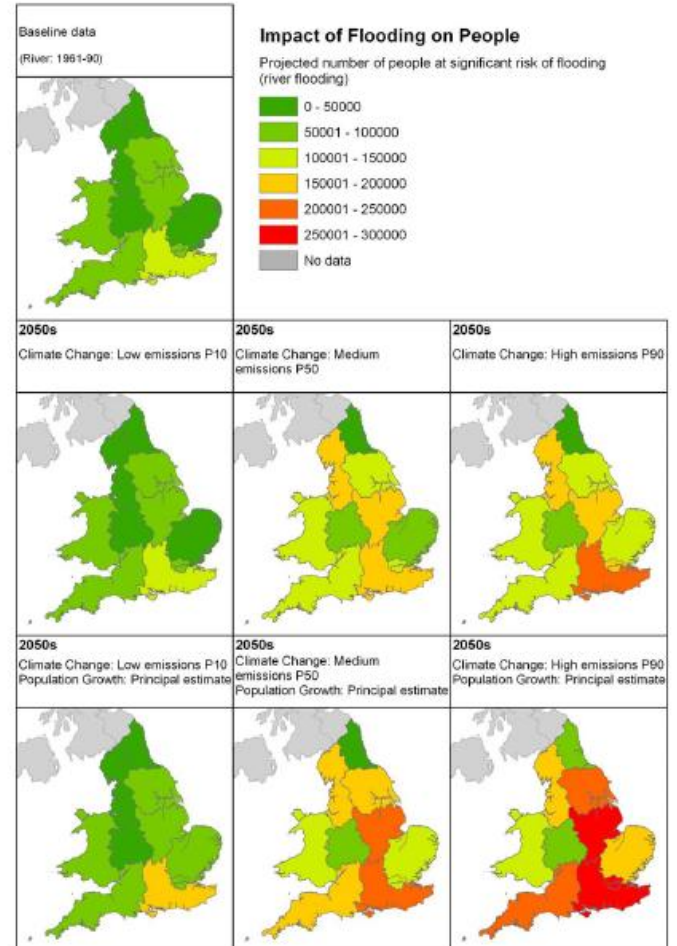 Baseline data
(River: 1961-90)
Impact of Flooding on People
Projected number of people at significant risk of flooding
(river flooding)
0 - 50000
50001 - 100000
100001 - 150000
150001 - 200000
200001 - 250000
250001 - 300000
No data
2050s
Climate Change: Low emissions P10
2050s
Climate Change: Medium
emissions P50
2050s
Climate Change: High emissions P90
2050s
Climate Change: Low emissions P10
Population Growth: Principal estimate
2050s
Climate Change: Medium
emissions P50
Population Growth: Principal estimate
2050s
Climate Change: High emissions P90
Population Growth: Principal estimate